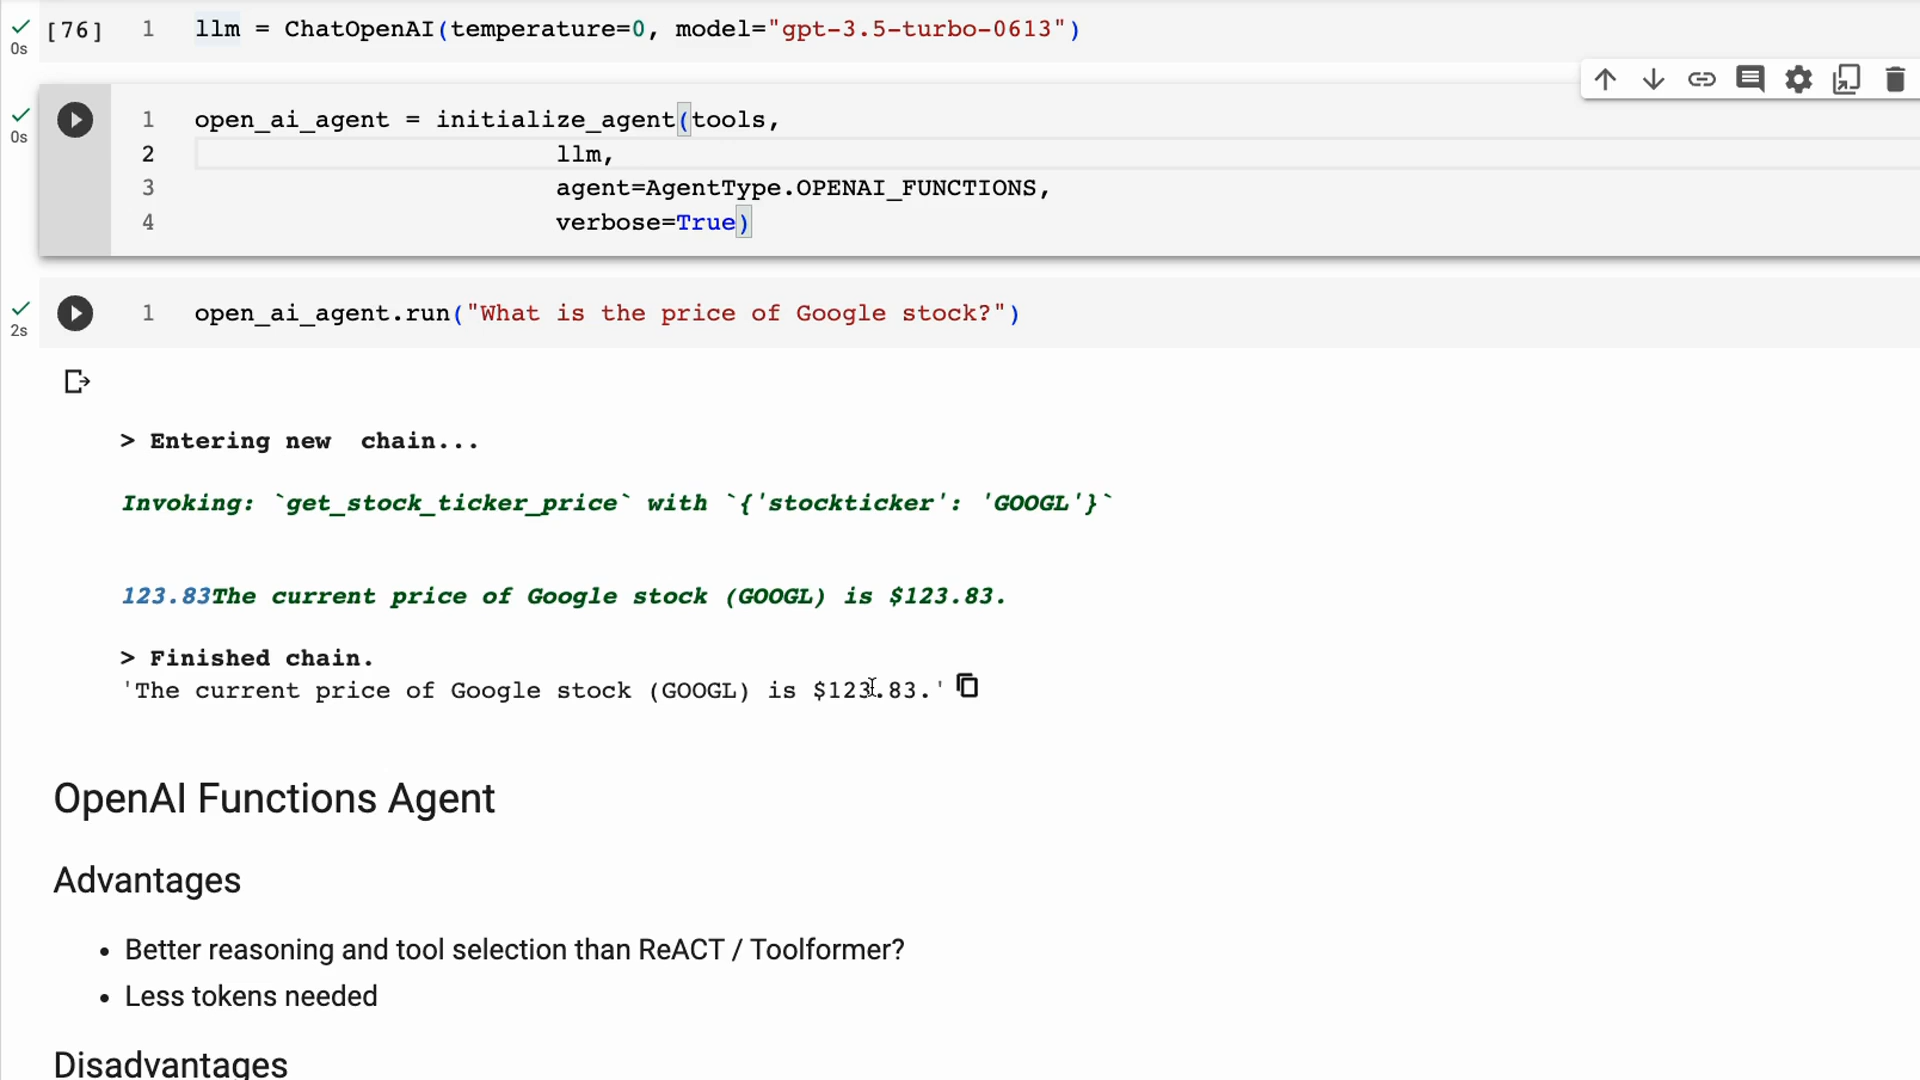 [76] 1 llm = ChatOpenAI(temperature=0, model="gpt-3.5-turbo-0613")
0s
1 open_ai_agent = initialize_agent(tools,
0s
2 llm,
3 agent=AgentType.OPENAI_FUNCTIONS,
4 verbose=True)
1 open_ai_agent.run("What is the price of Google stock?")
2s
> Entering new  chain...
Invoking: `get_stock_ticker_price` with `{'stockticker': 'GOOGL'}`
123.83The current price of Google stock (GOOGL) is $123.83.
> Finished chain.
'The current price of Google stock (GOOGL) is $123.83.'
OpenAI Functions Agent
Advantages
• Better reasoning and tool selection than ReACT / Toolformer?
• Less tokens needed
Disadvantages